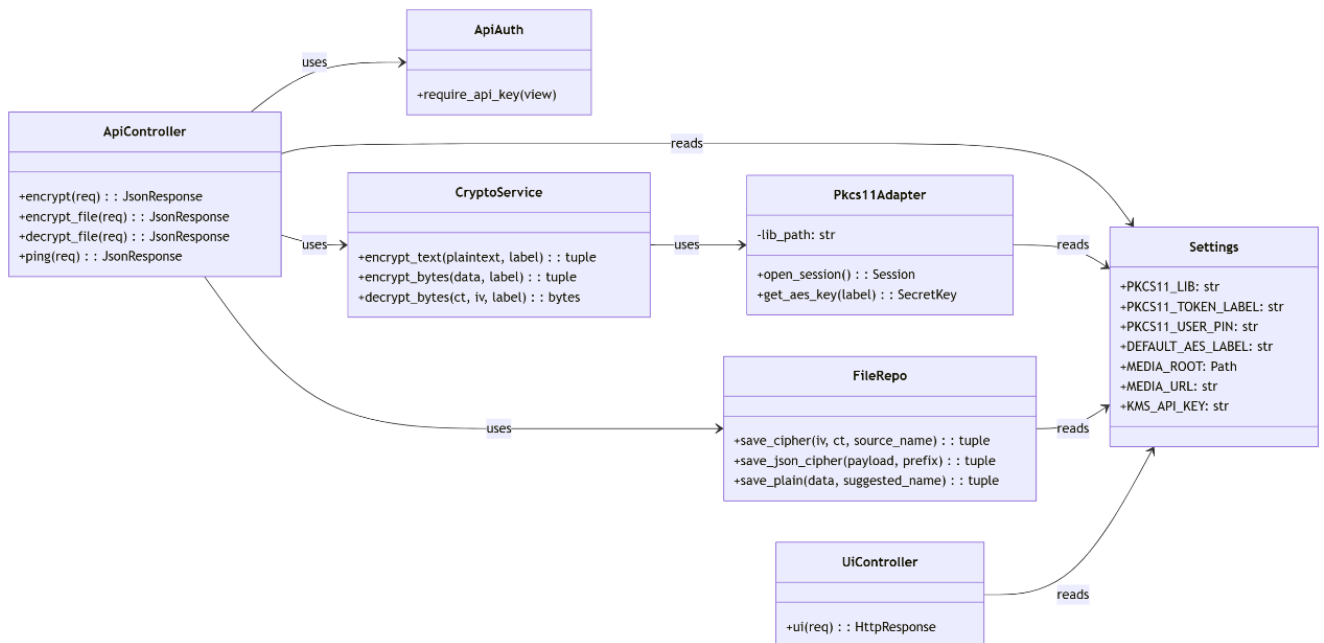 ApiAuth
+require_api_key(view)
uses
ApiController
+encrypt(req) : : JsonResponse
+encrypt_file(req) : : JsonResponse
+decrypt_file(req) : : JsonResponse
+ping(req) : : JsonResponse
reads
uses
CryptoService
+encrypt_text(plaintext, label) : : tuple
+encrypt_bytes(data, label) : : tuple
+decrypt_bytes(ct, iv, label) : : bytes
uses
Pkcs11Adapter
-lib_path: str
+open_session() : : Session
+get_aes_key(label) : : SecretKey
reads
Settings
+PKCS11_LIB: str
+PKCS11_TOKEN_LABEL: str
+PKCS11_USER_PIN: str
+DEFAULT_AES_LABEL: str
+MEDIA_ROOT: Path
+MEDIA_URL: str
+KMS_API_KEY: str
uses
FileRepo
+save_cipher(iv, ct, source_name) : : tuple
+save_json_cipher(payload, prefix) : : tuple
+save_plain(data, suggested_name) : : tuple
reads
UiController
+ui(req) : : HttpResponse
reads